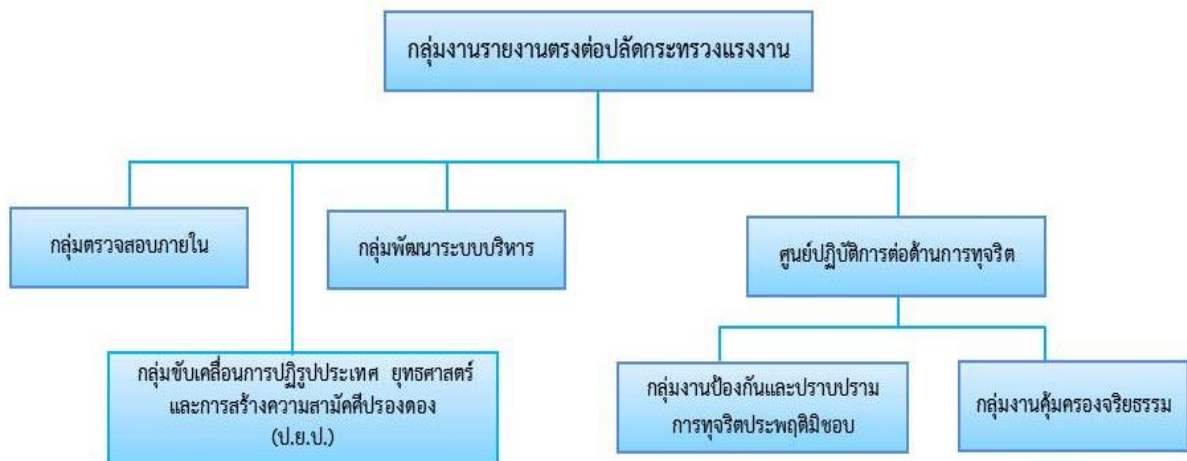 กลุ่มงานรายงานตรงต่อปลัดกระทรวงแรงงาน
กลุ่มตรวจสอบภายใน
กลุ่มพัฒนาระบบบริหาร
ศูนย์ปฏิบัติการต่อต้านการทุจริต
กลุ่มขับเคลื่อนการปฏิรูปประเทศ ยุทธศาสตร์
และการสร้างความสามัคคีปรองดอง
(ป.ย.ป.)
กลุ่มงานป้องกันและปราบปราม
การทุจริตประพฤติมิชอบ
กลุ่มงานคุ้มครองจริยธรรม